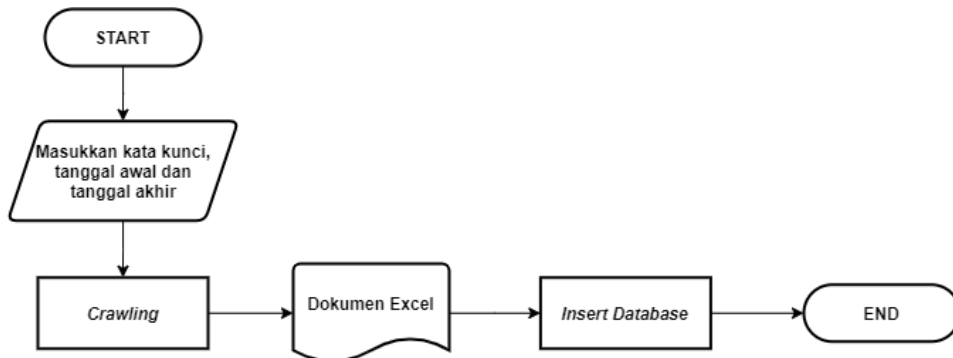 START
Masukkan kata kunci,
tanggal awal dan
tanggal akhir
Crawling
Dokumen Excel
Insert Database
END